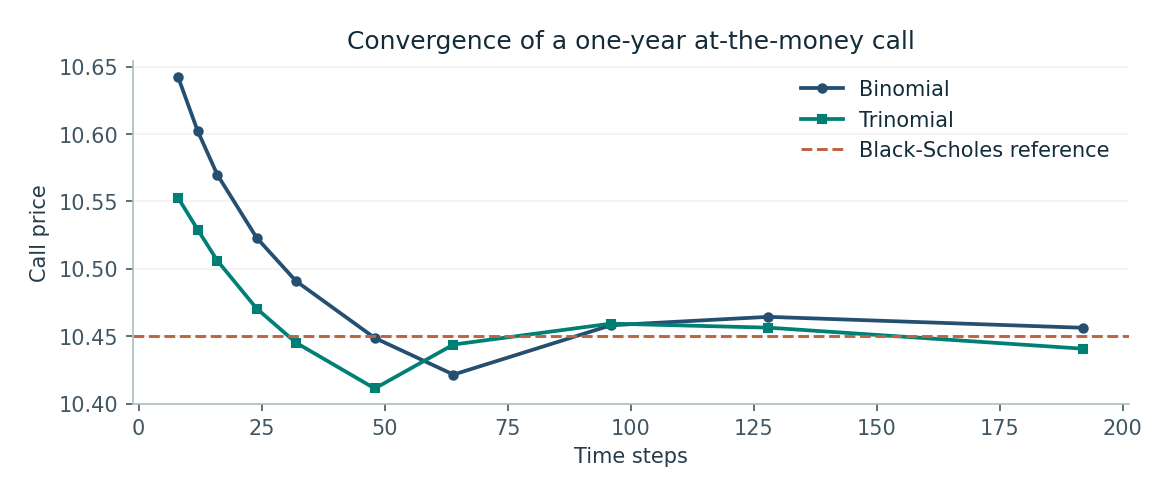 Convergence of a one-year at-the-money call
Binomial
Trinomial
Black-Scholes reference
Call price
10.65
10.60
10.55
10.50
10.45
10.40
0 25 50 75 100 125 150 175 200
Time steps